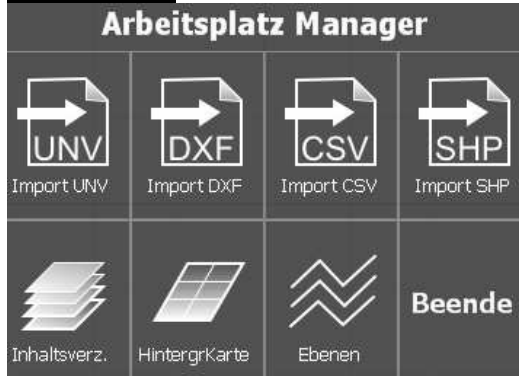 Arbeitsplatz Manager
UNV DXF CSV SHP
Import UNV Import DXF Import CSV Import SHP
Beende
Inhaltsverz. HintergrKarte Ebenen